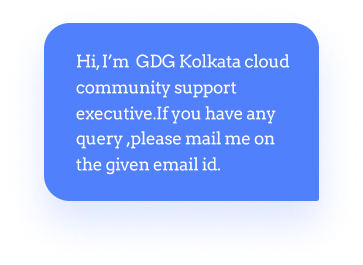 Hi, I’m  GDG Kolkata cloud
community support
executive.If you have any
query ,please mail me on
the given email id.